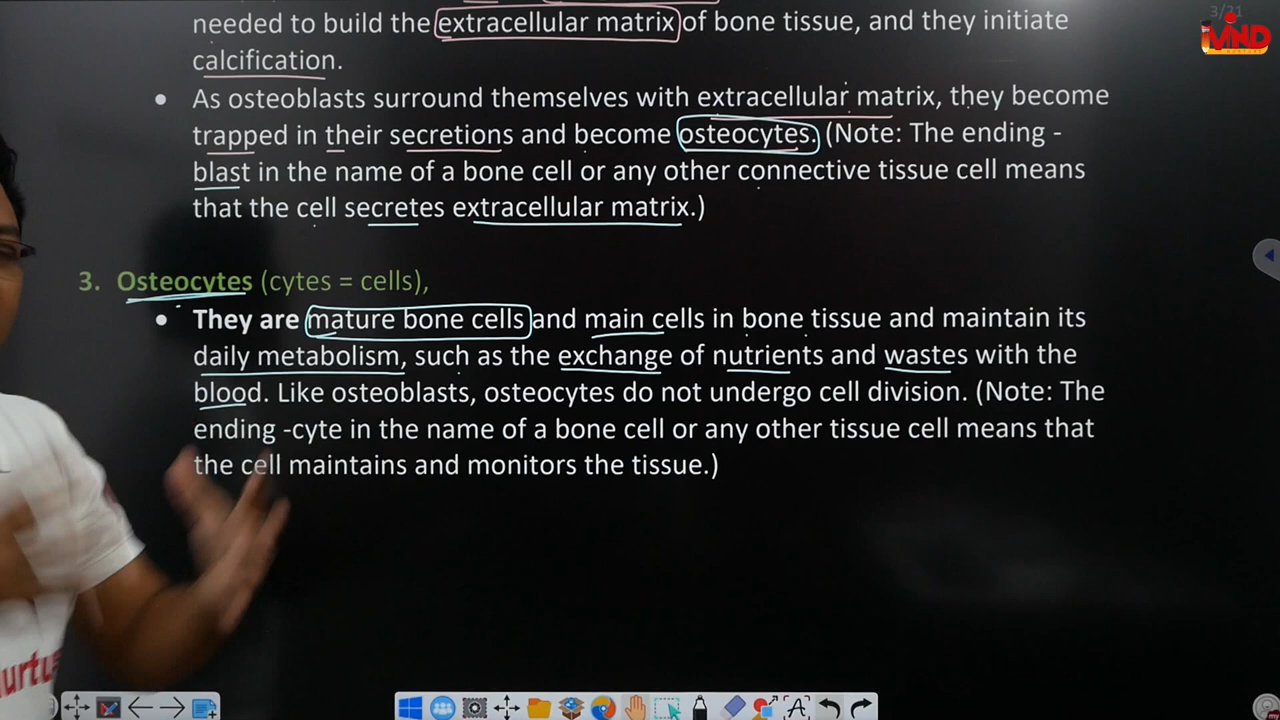 3/21
MIND
needed to build the extracellular matrix of bone tissue, and they initiate
calcification.
• As osteoblasts surround themselves with extracellular matrix, they become
trapped in their secretions and become osteocytes. (Note: The ending -
blast in the name of a bone cell or any other connective tissue cell means
that the cell secretes extracellular matrix.)
3. Osteocytes (cytes = cells),
• They are mature bone cells and main cells in bone tissue and maintain its
daily metabolism, such as the exchange of nutrients and wastes with the
blood. Like osteoblasts, osteocytes do not undergo cell division. (Note: The
ending -cyte in the name of a bone cell or any other tissue cell means that
the cell maintains and monitors the tissue.)